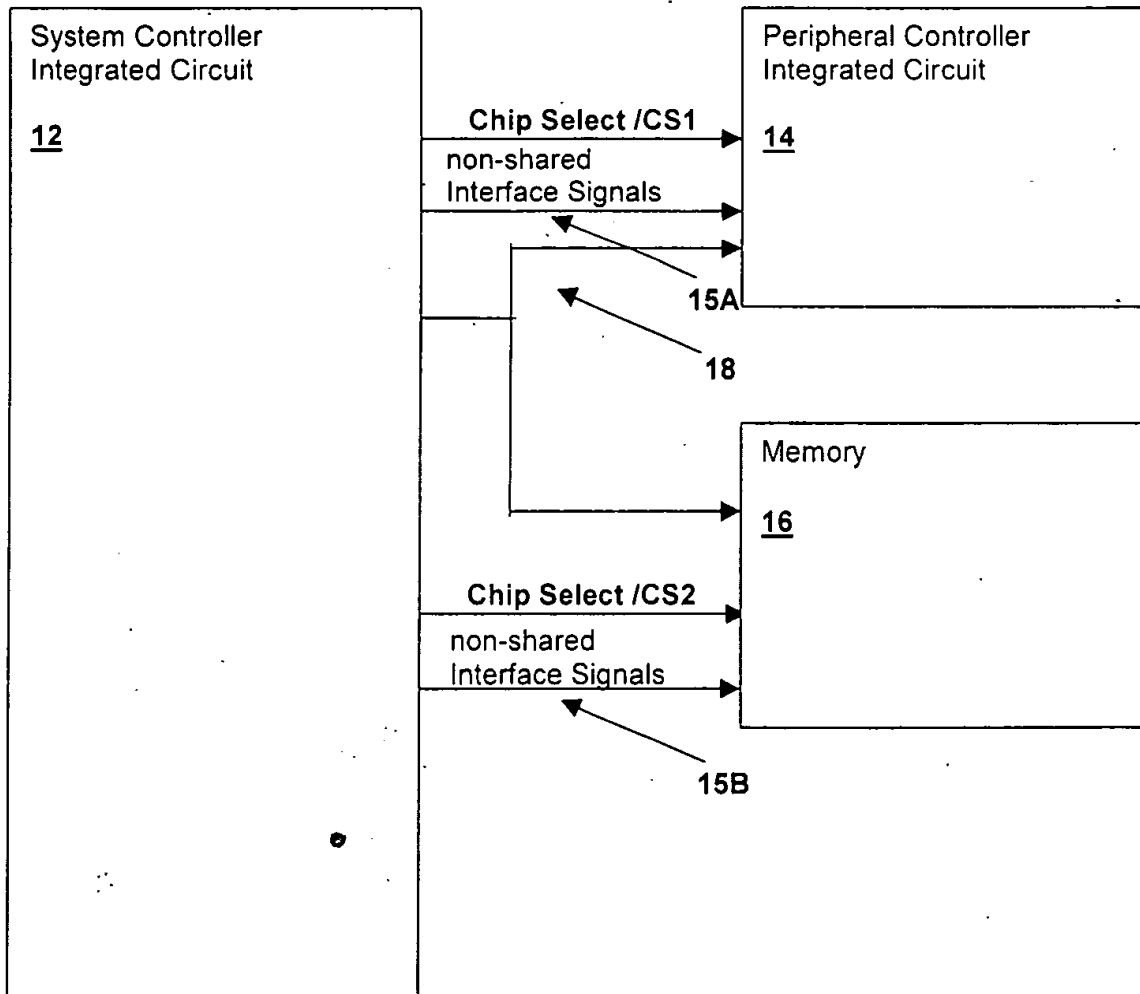 System Controller
Integrated Circuit
12
Chip Select /CS1
non-shared
Interface Signals
15A
18
Peripheral Controller
Integrated Circuit
14
Memory
16
Chip Select /CS2
non-shared
Interface Signals
15B